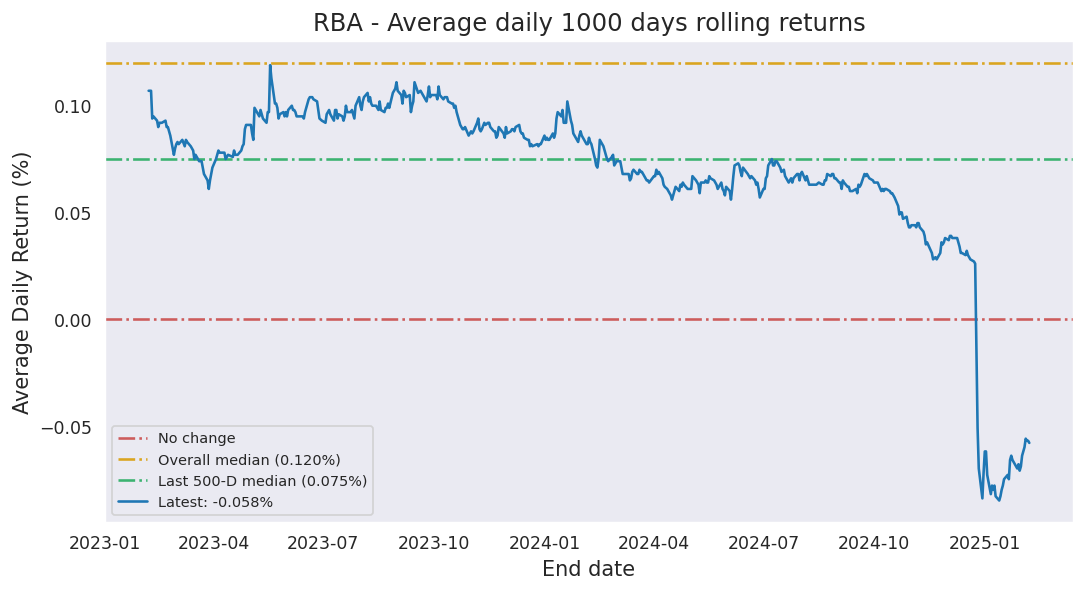 RBA - Average daily 1000 days rolling returns
Average Daily Return (%)
0.10
0.05
0.00
−0.05
No change
Overall median (0.120%)
Last 500-D median (0.075%)
Latest: -0.058%
2023-01 2023-04 2023-07 2023-10 2024-01 2024-04 2024-07 2024-10 2025-01
End date